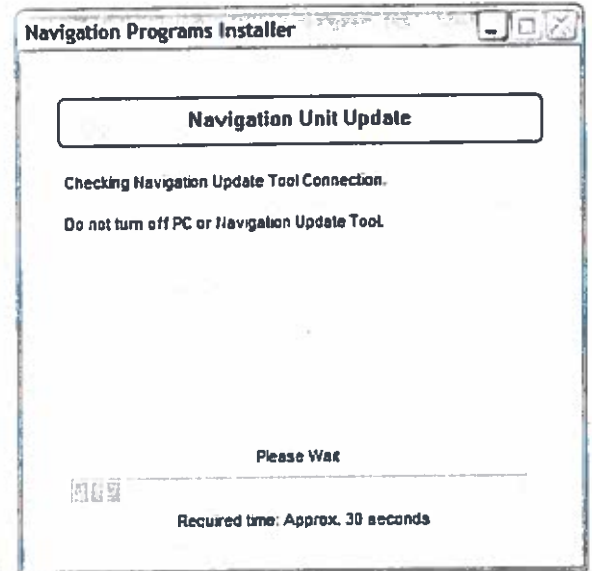 Navigation Programs Installer
Navigation Unit Update
Checking Navigation Update Tool Connection.
Do not turn off PC or Navigation Update Tool.
Please Wait
Required time: Approx. 30 seconds